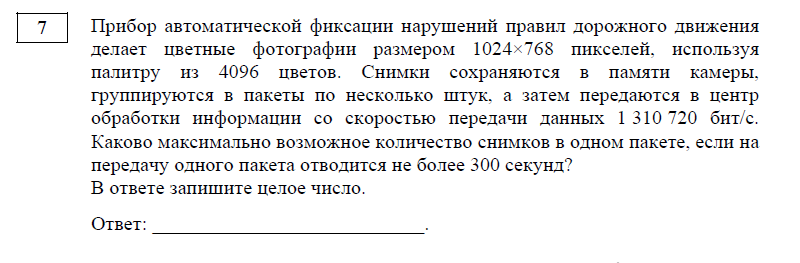 7
Прибор автоматической фиксации нарушений правил дорожного движения
делает цветные фотографии размером 1024×768 пикселей, используя
палитру из 4096 цветов. Снимки сохраняются в памяти камеры,
группируются в пакеты по несколько штук, а затем передаются в центр
обработки информации со скоростью передачи данных 1 310 720 бит/с.
Каково максимально возможное количество снимков в одном пакете, если на
передачу одного пакета отводится не более 300 секунд?
В ответе запишите целое число.
Ответ: ___________________________.